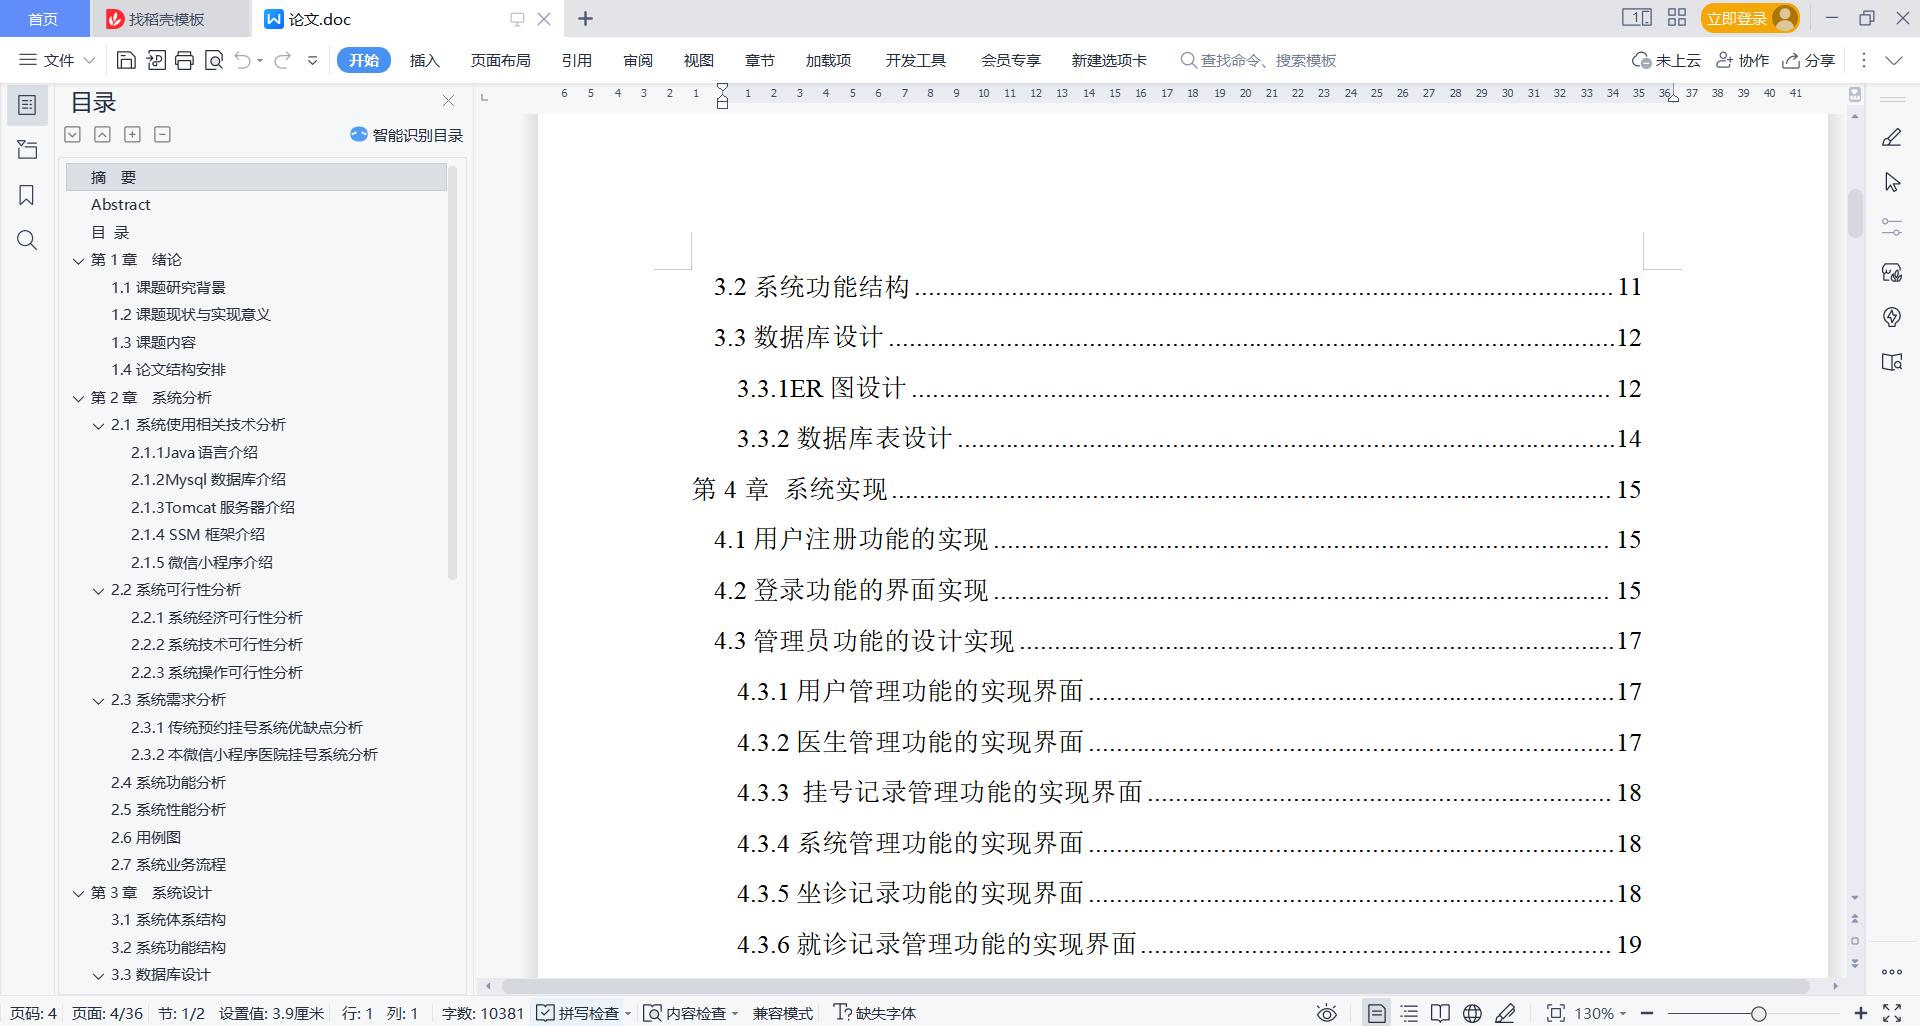 首页
找稻壳模板
论文.doc
立即登录
文件
开始
插入
页面布局
引用
审阅
视图
章节
加载项
开发工具
会员专享
新建选项卡
查找命令、搜索模板
未上云
协作
分享
目录
智能识别目录
6 5 4 3 2 1 1 2 3 4 5 6 7 8 9 10 11 12 13 14 15 16 17 18 19 20 21 22 23 24 25 26 27 28 29 30 31 32 33 34 35 36 37 38 39 40 41
摘 要
Abstract
目 录
第 1 章 绪论
1.1 课题研究背景
1.2 课题现状与实现意义
1.3 课题内容
1.4 论文结构安排
第 2 章 系统分析
2.1 系统使用相关技术分析
2.1.1Java 语言介绍
2.1.2Mysql 数据库介绍
2.1.3Tomcat 服务器介绍
2.1.4 SSM 框架介绍
2.1.5 微信小程序介绍
2.2 系统可行性分析
2.2.1 系统经济可行性分析
2.2.2 系统技术可行性分析
2.2.3 系统操作可行性分析
2.3 系统需求分析
2.3.1 传统预约挂号系统优缺点分析
2.3.2 本微信小程序医院挂号系统分析
2.4 系统功能分析
2.5 系统性能分析
2.6 用例图
2.7 系统业务流程
第 3 章 系统设计
3.1 系统体系结构
3.2 系统功能结构
3.3 数据库设计
3.2 系统功能结构 11
3.3 数据库设计 12
3.3.1ER 图设计 12
3.3.2 数据库表设计 14
第 4 章 系统实现 15
4.1 用户注册功能的实现 15
4.2 登录功能的界面实现 15
4.3 管理员功能的设计实现 17
4.3.1 用户管理功能的实现界面 17
4.3.2 医生管理功能的实现界面 17
4.3.3 挂号记录管理功能的实现界面 18
4.3.4 系统管理功能的实现界面 18
4.3.5 坐诊记录功能的实现界面 18
4.3.6 就诊记录管理功能的实现界面 19
页码: 4 页面: 4/36 节: 1/2 设置值: 3.9厘米 行: 1 列: 1 字数: 10381 拼写检查 内容检查 兼容模式 缺失字体 130%